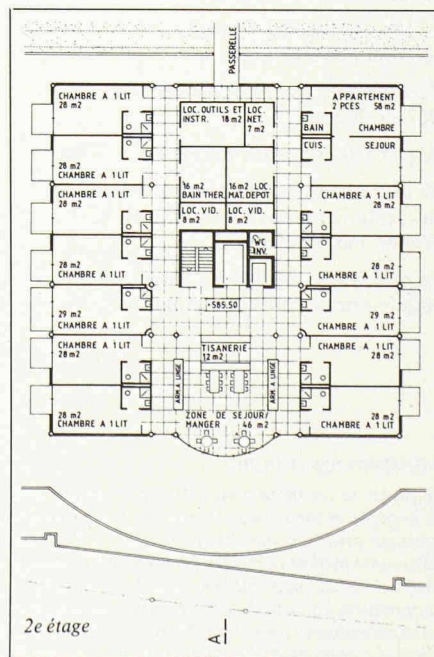 PASSERELLE
CHAMBRE A 1 LIT
28 m2
LOC. OUTILS ET
INSTR. 18 m2
LOC.
NET.
7 m2
APPARTEMENT
2 PCES 58 m2
BAIN
CHAMBRE
CUIS.
SEJOUR
28 m2
CHAMBRE A 1 LIT
CHAMBRE A 1 LIT
28 m2
16 m2
BAIN THER.
16 m2 LOC.
MAT. DEPOT
CHAMBRE A 1 LIT
28 m2
LOC. VID.
8 m2
LOC. VID.
8 m2
28 m2
CHAMBRE A 1 LIT
WC
INV.
28 m2
CHAMBRE A 1 LIT
+585.50
29 m2
CHAMBRE A 1 LIT
29 m2
CHAMBRE A 1 LIT
CHAMBRE A 1 LIT
28 m2
TISANERIE
12 m2
CHAMBRE A 1 LIT
28 m2
ARM. A LINGE
ARM. A LINGE
28 m2
CHAMBRE A 1 LIT
ZONE DE SEJOUR/
MANGER 46 m2
28 m2
CHAMBRE A 1 LIT
2e étage
A